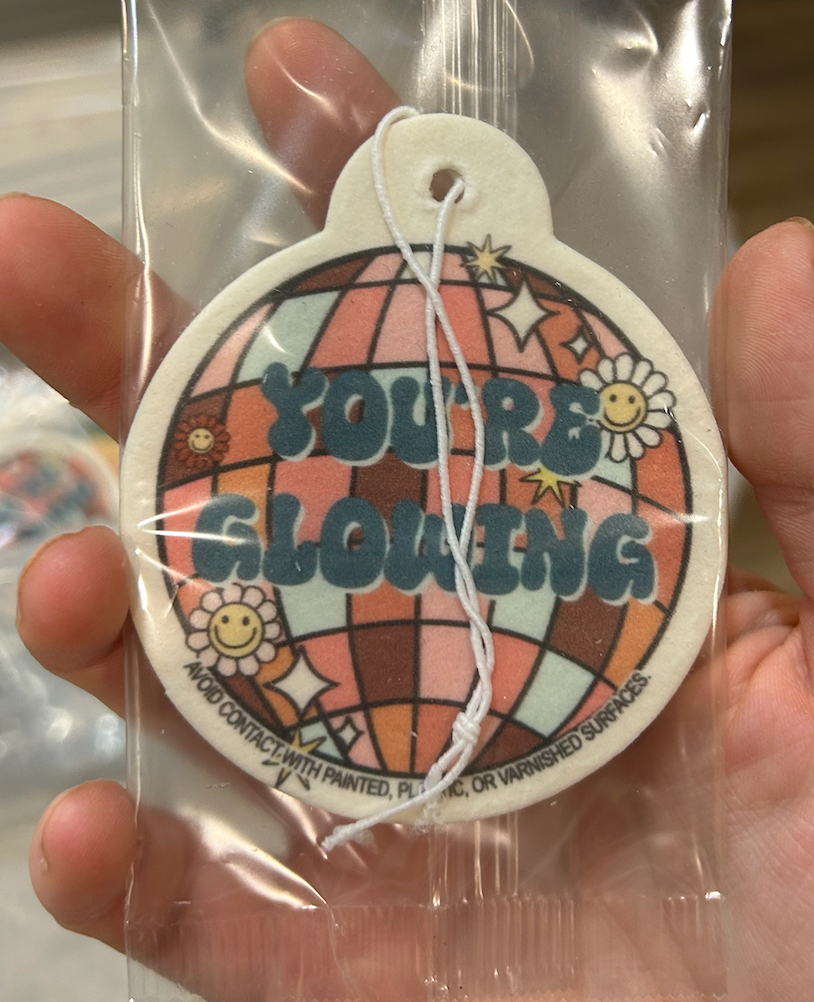 YOU'RE
GLOWING
AVOID CONTACT WITH PAINTED, PLASTIC, OR VARNISHED SURFACES.